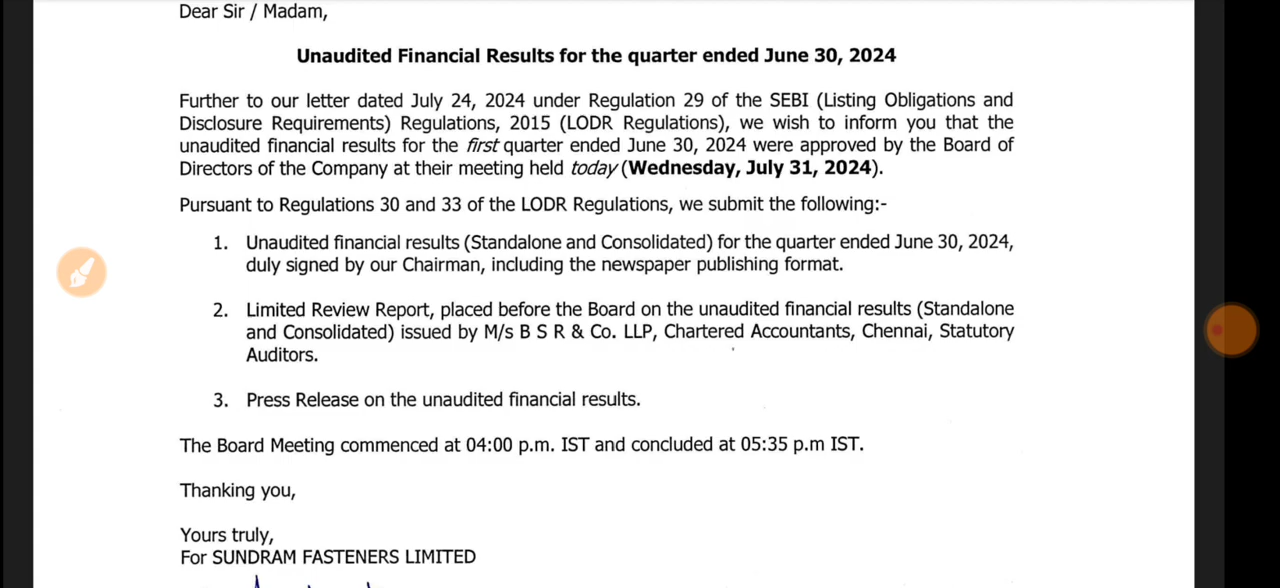 Dear Sir / Madam,
Unaudited Financial Results for the quarter ended June 30, 2024
Further to our letter dated July 24, 2024 under Regulation 29 of the SEBI (Listing Obligations and
Disclosure Requirements) Regulations, 2015 (LODR Regulations), we wish to inform you that the
unaudited financial results for the first quarter ended June 30, 2024 were approved by the Board of
Directors of the Company at their meeting held today (Wednesday, July 31, 2024).
Pursuant to Regulations 30 and 33 of the LODR Regulations, we submit the following:-
1. Unaudited financial results (Standalone and Consolidated) for the quarter ended June 30, 2024,
duly signed by our Chairman, including the newspaper publishing format.
2. Limited Review Report, placed before the Board on the unaudited financial results (Standalone
and Consolidated) issued by M/s B S R & Co. LLP, Chartered Accountants, Chennai, Statutory
Auditors.
3. Press Release on the unaudited financial results.
The Board Meeting commenced at 04:00 p.m. IST and concluded at 05:35 p.m IST.
Thanking you,
Yours truly,
For SUNDRAM FASTENERS LIMITED